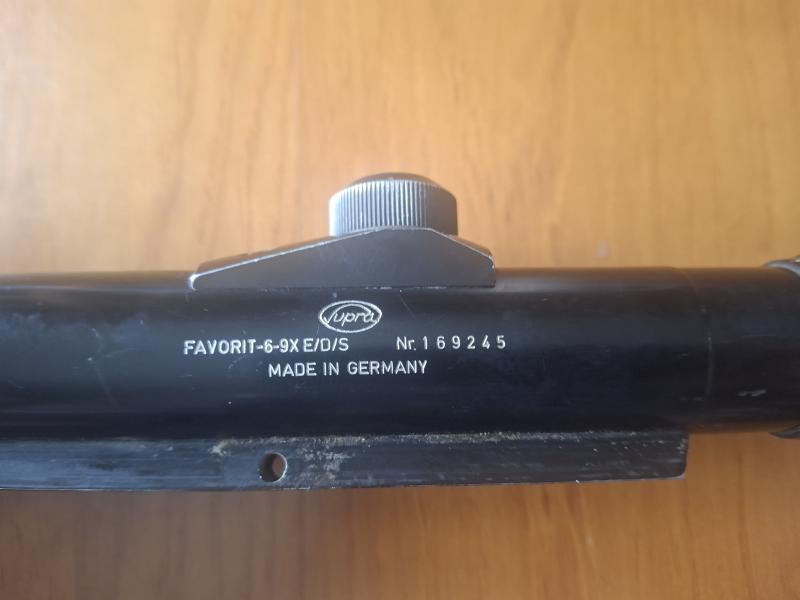 Supra
FAVORIT-6-9X E/D/S Nr. 169245
MADE IN GERMANY